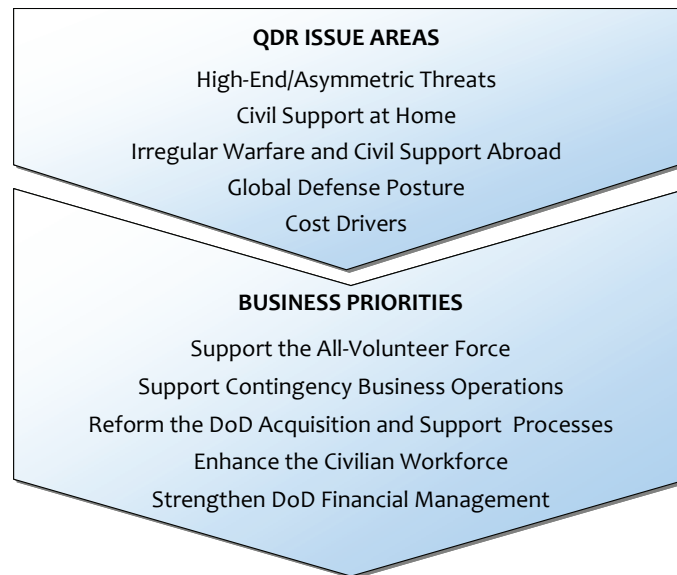 QDR ISSUE AREAS
High-End/Asymmetric Threats
Civil Support at Home
Irregular Warfare and Civil Support Abroad
Global Defense Posture
Cost Drivers
BUSINESS PRIORITIES
Support the All-Volunteer Force
Support Contingency Business Operations
Reform the DoD Acquisition and Support Processes
Enhance the Civilian Workforce
Strengthen DoD Financial Management